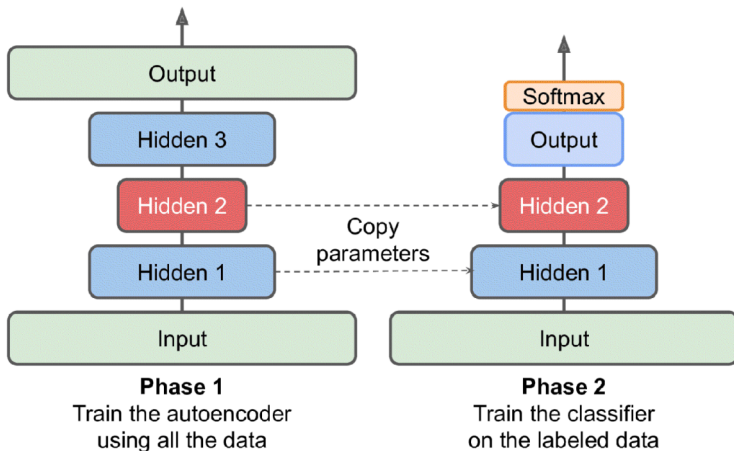 Output
Hidden 3
Hidden 2
Hidden 1
Input
Phase 1
Train the autoencoder
using all the data
Copy
parameters
Softmax
Output
Hidden 2
Hidden 1
Input
Phase 2
Train the classifier
on the labeled data